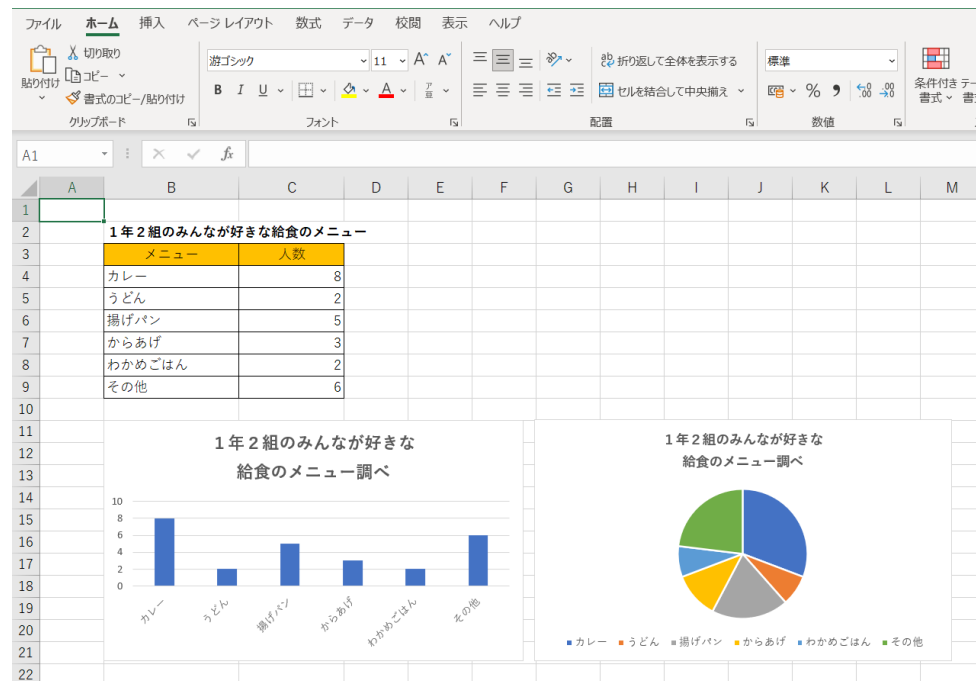 ファイル ホーム 挿入 ページ レイアウト 数式 データ 校閲 表示 ヘルプ
貼り付け
切り取り
コピー
書式のコピー/貼り付け
クリップボード
游ゴシック 11 A A
B I U A
フォント
折り返して全体を表示する
セルを結合して中央揃え
配置
標準
% 9
数値
条件付き
書式
A1 fx
A B C D E F G H I J K L M
1
2 1年2組のみんなが好きな給食のメニュー
3 メニュー 人数
4 カレー 8
5 うどん 2
6 揚げパン 5
7 からあげ 3
8 わかめごはん 2
9 その他 6
10
11
12
13
14
15
16
17
18
19
20
21
22
1年2組のみんなが好きな
給食のメニュー調べ
10
8
6
4
2
0
カレー うどん 揚げパン からあげ わかめごはん その他
1年2組のみんなが好きな
給食のメニュー調べ
カレー うどん 揚げパン からあげ わかめごはん その他